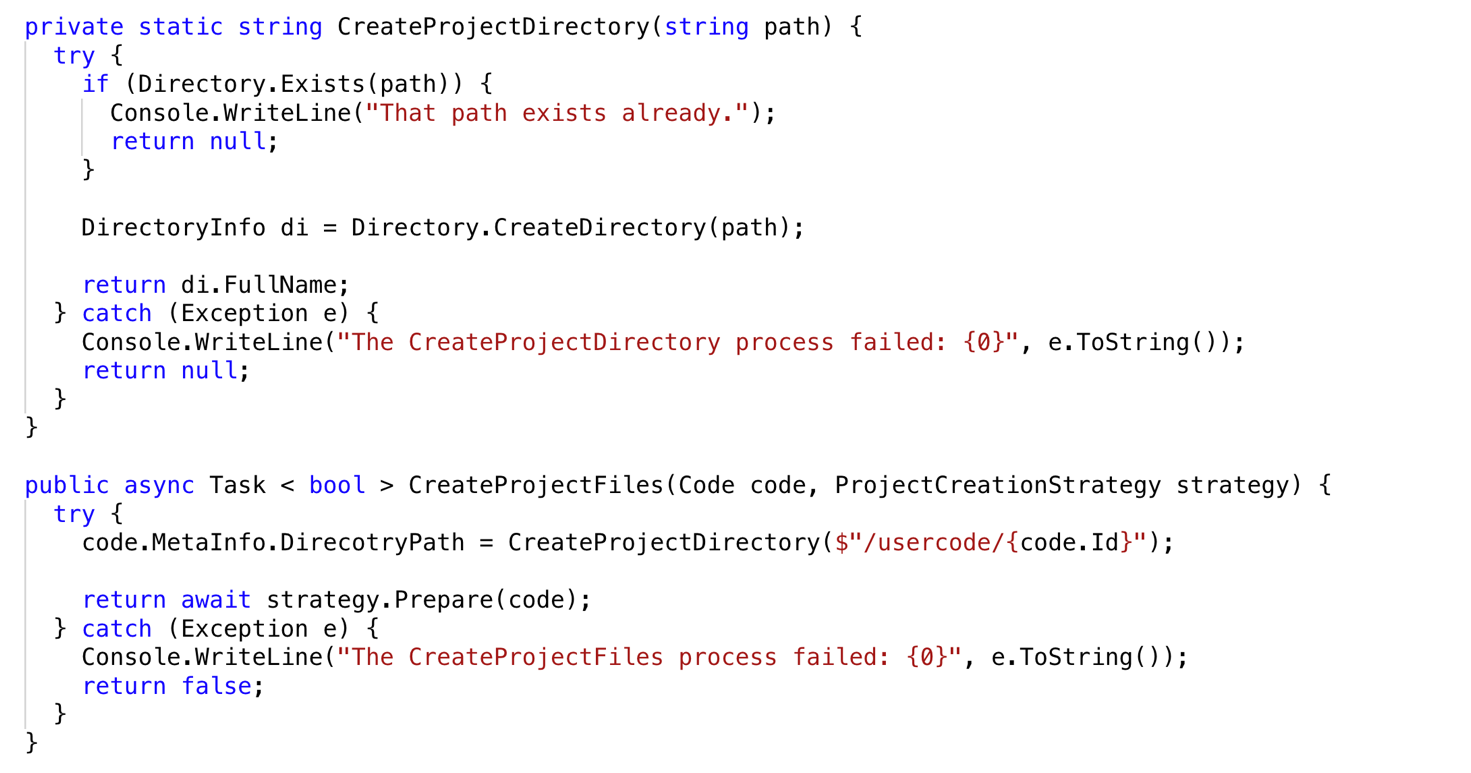 private static string CreateProjectDirectory(string path) {
  try {
    if (Directory.Exists(path)) {
      Console.WriteLine("That path exists already.");
      return null;
    }

    DirectoryInfo di = Directory.CreateDirectory(path);

    return di.FullName;
  } catch (Exception e) {
    Console.WriteLine("The CreateProjectDirectory process failed: {0}", e.ToString());
    return null;
  }
}

public async Task < bool > CreateProjectFiles(Code code, ProjectCreationStrategy strategy) {
  try {
    code.MetaInfo.DirecotryPath = CreateProjectDirectory($"/usercode/{code.Id}");

    return await strategy.Prepare(code);
  } catch (Exception e) {
    Console.WriteLine("The CreateProjectFiles process failed: {0}", e.ToString());
    return false;
  }
}